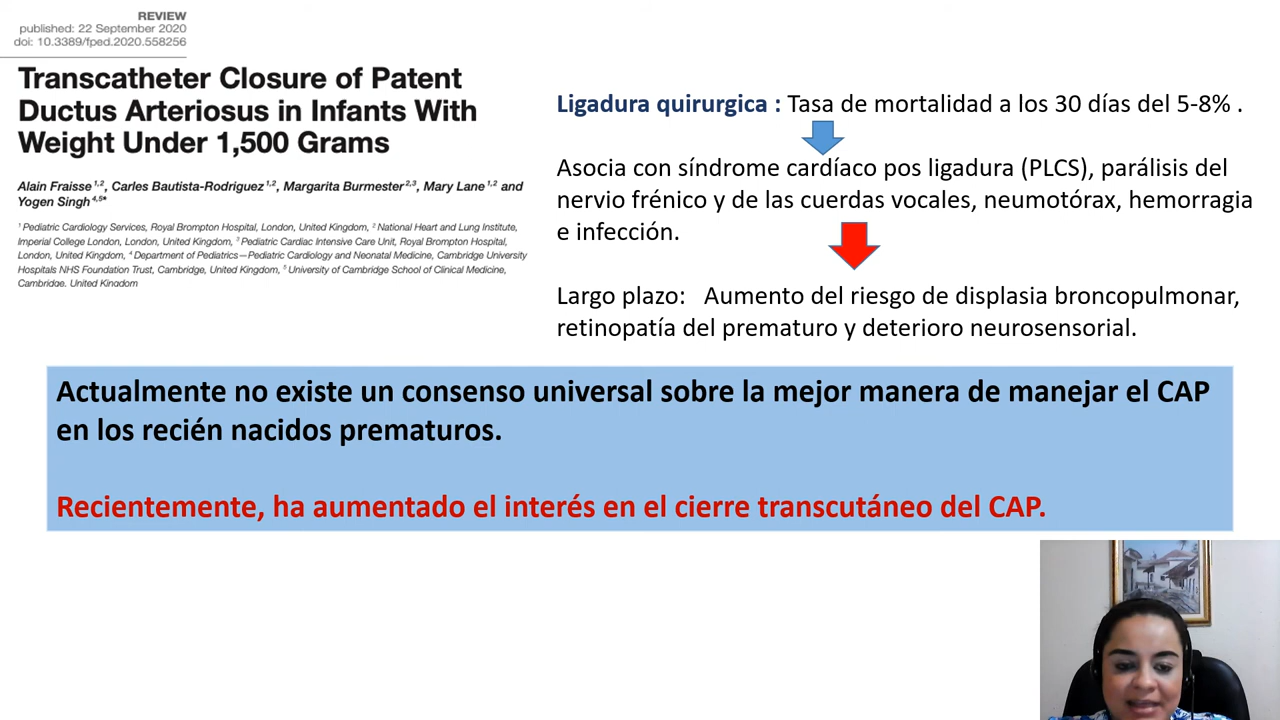 REVIEW
published: 22 September 2020
doi: 10.3389/fped.2020.558256
Transcatheter Closure of Patent
Ductus Arteriosus in Infants With
Weight Under 1,500 Grams
Alain Fraisse 1,2, Carles Bautista-Rodriguez 1,2, Margarita Burmester 2,3, Mary Lane 1,2 and
Yogen Singh 4,5*
1 Pediatric Cardiology Services, Royal Brompton Hospital, London, United Kingdom, 2 National Heart and Lung Institute,
Imperial College London, London, United Kingdom, 3 Pediatric Cardiac Intensive Care Unit, Royal Brompton Hospital,
London, United Kingdom, 4 Department of Pediatrics—Pediatric Cardiology and Neonatal Medicine, Cambridge University
Hospitals NHS Foundation Trust, Cambridge, United Kingdom, 5 University of Cambridge School of Clinical Medicine,
Cambridge, United Kingdom
Ligadura quirurgica : Tasa de mortalidad a los 30 días del 5-8% .
Asocia con síndrome cardíaco pos ligadura (PLCS), parálisis del
nervio frénico y de las cuerdas vocales, neumotórax, hemorragia
e infección.
Largo plazo: Aumento del riesgo de displasia broncopulmonar,
retinopatía del prematuro y deterioro neurosensorial.
Actualmente no existe un consenso universal sobre la mejor manera de manejar el CAP
en los recién nacidos prematuros.
Recientemente, ha aumentado el interés en el cierre transcutáneo del CAP.